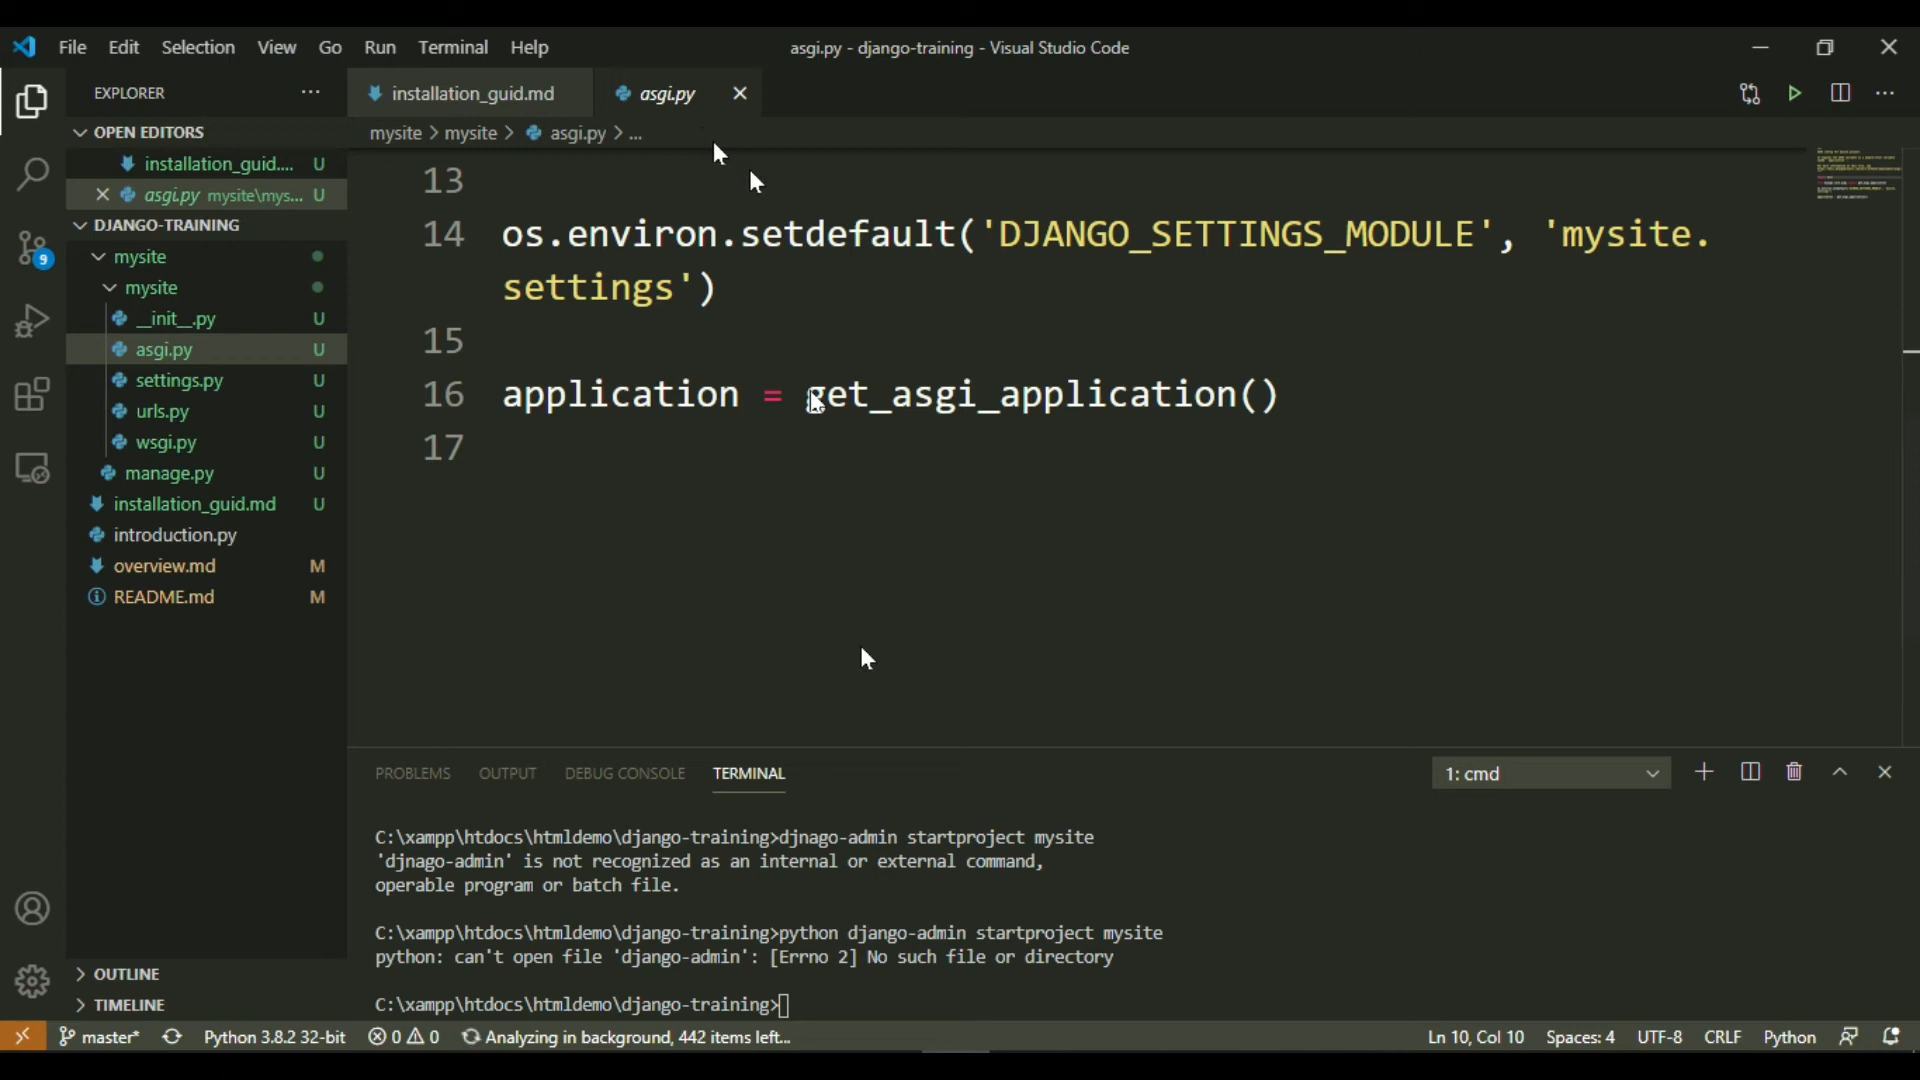 File Edit Selection View Go Run Terminal Help
asgi.py - django-training - Visual Studio Code
EXPLORER
installation_guid.md
asgi.py
OPEN EDITORS
installation_guid.... U
asgi.py mysite\mys... U
DJANGO-TRAINING
mysite
mysite
__init__.py U
asgi.py U
settings.py U
urls.py U
wsgi.py U
manage.py U
installation_guid.md U
introduction.py
overview.md M
README.md M
OUTLINE
TIMELINE
9
mysite > mysite > asgi.py > ...
13
14 os.environ.setdefault('DJANGO_SETTINGS_MODULE', 'mysite.
settings')
15
16 application = get_asgi_application()
17
PROBLEMS OUTPUT DEBUG CONSOLE TERMINAL
1: cmd
C:\xampp\htdocs\htmldemo\django-training>djnago-admin startproject mysite
'djnago-admin' is not recognized as an internal or external command,
operable program or batch file.
C:\xampp\htdocs\htmldemo\django-training>python django-admin startproject mysite
python: can't open file 'django-admin': [Errno 2] No such file or directory
C:\xampp\htdocs\htmldemo\django-training>
master* Python 3.8.2 32-bit 0 0 Analyzing in background, 442 items left... Ln 10, Col 10 Spaces: 4 UTF-8 CRLF Python